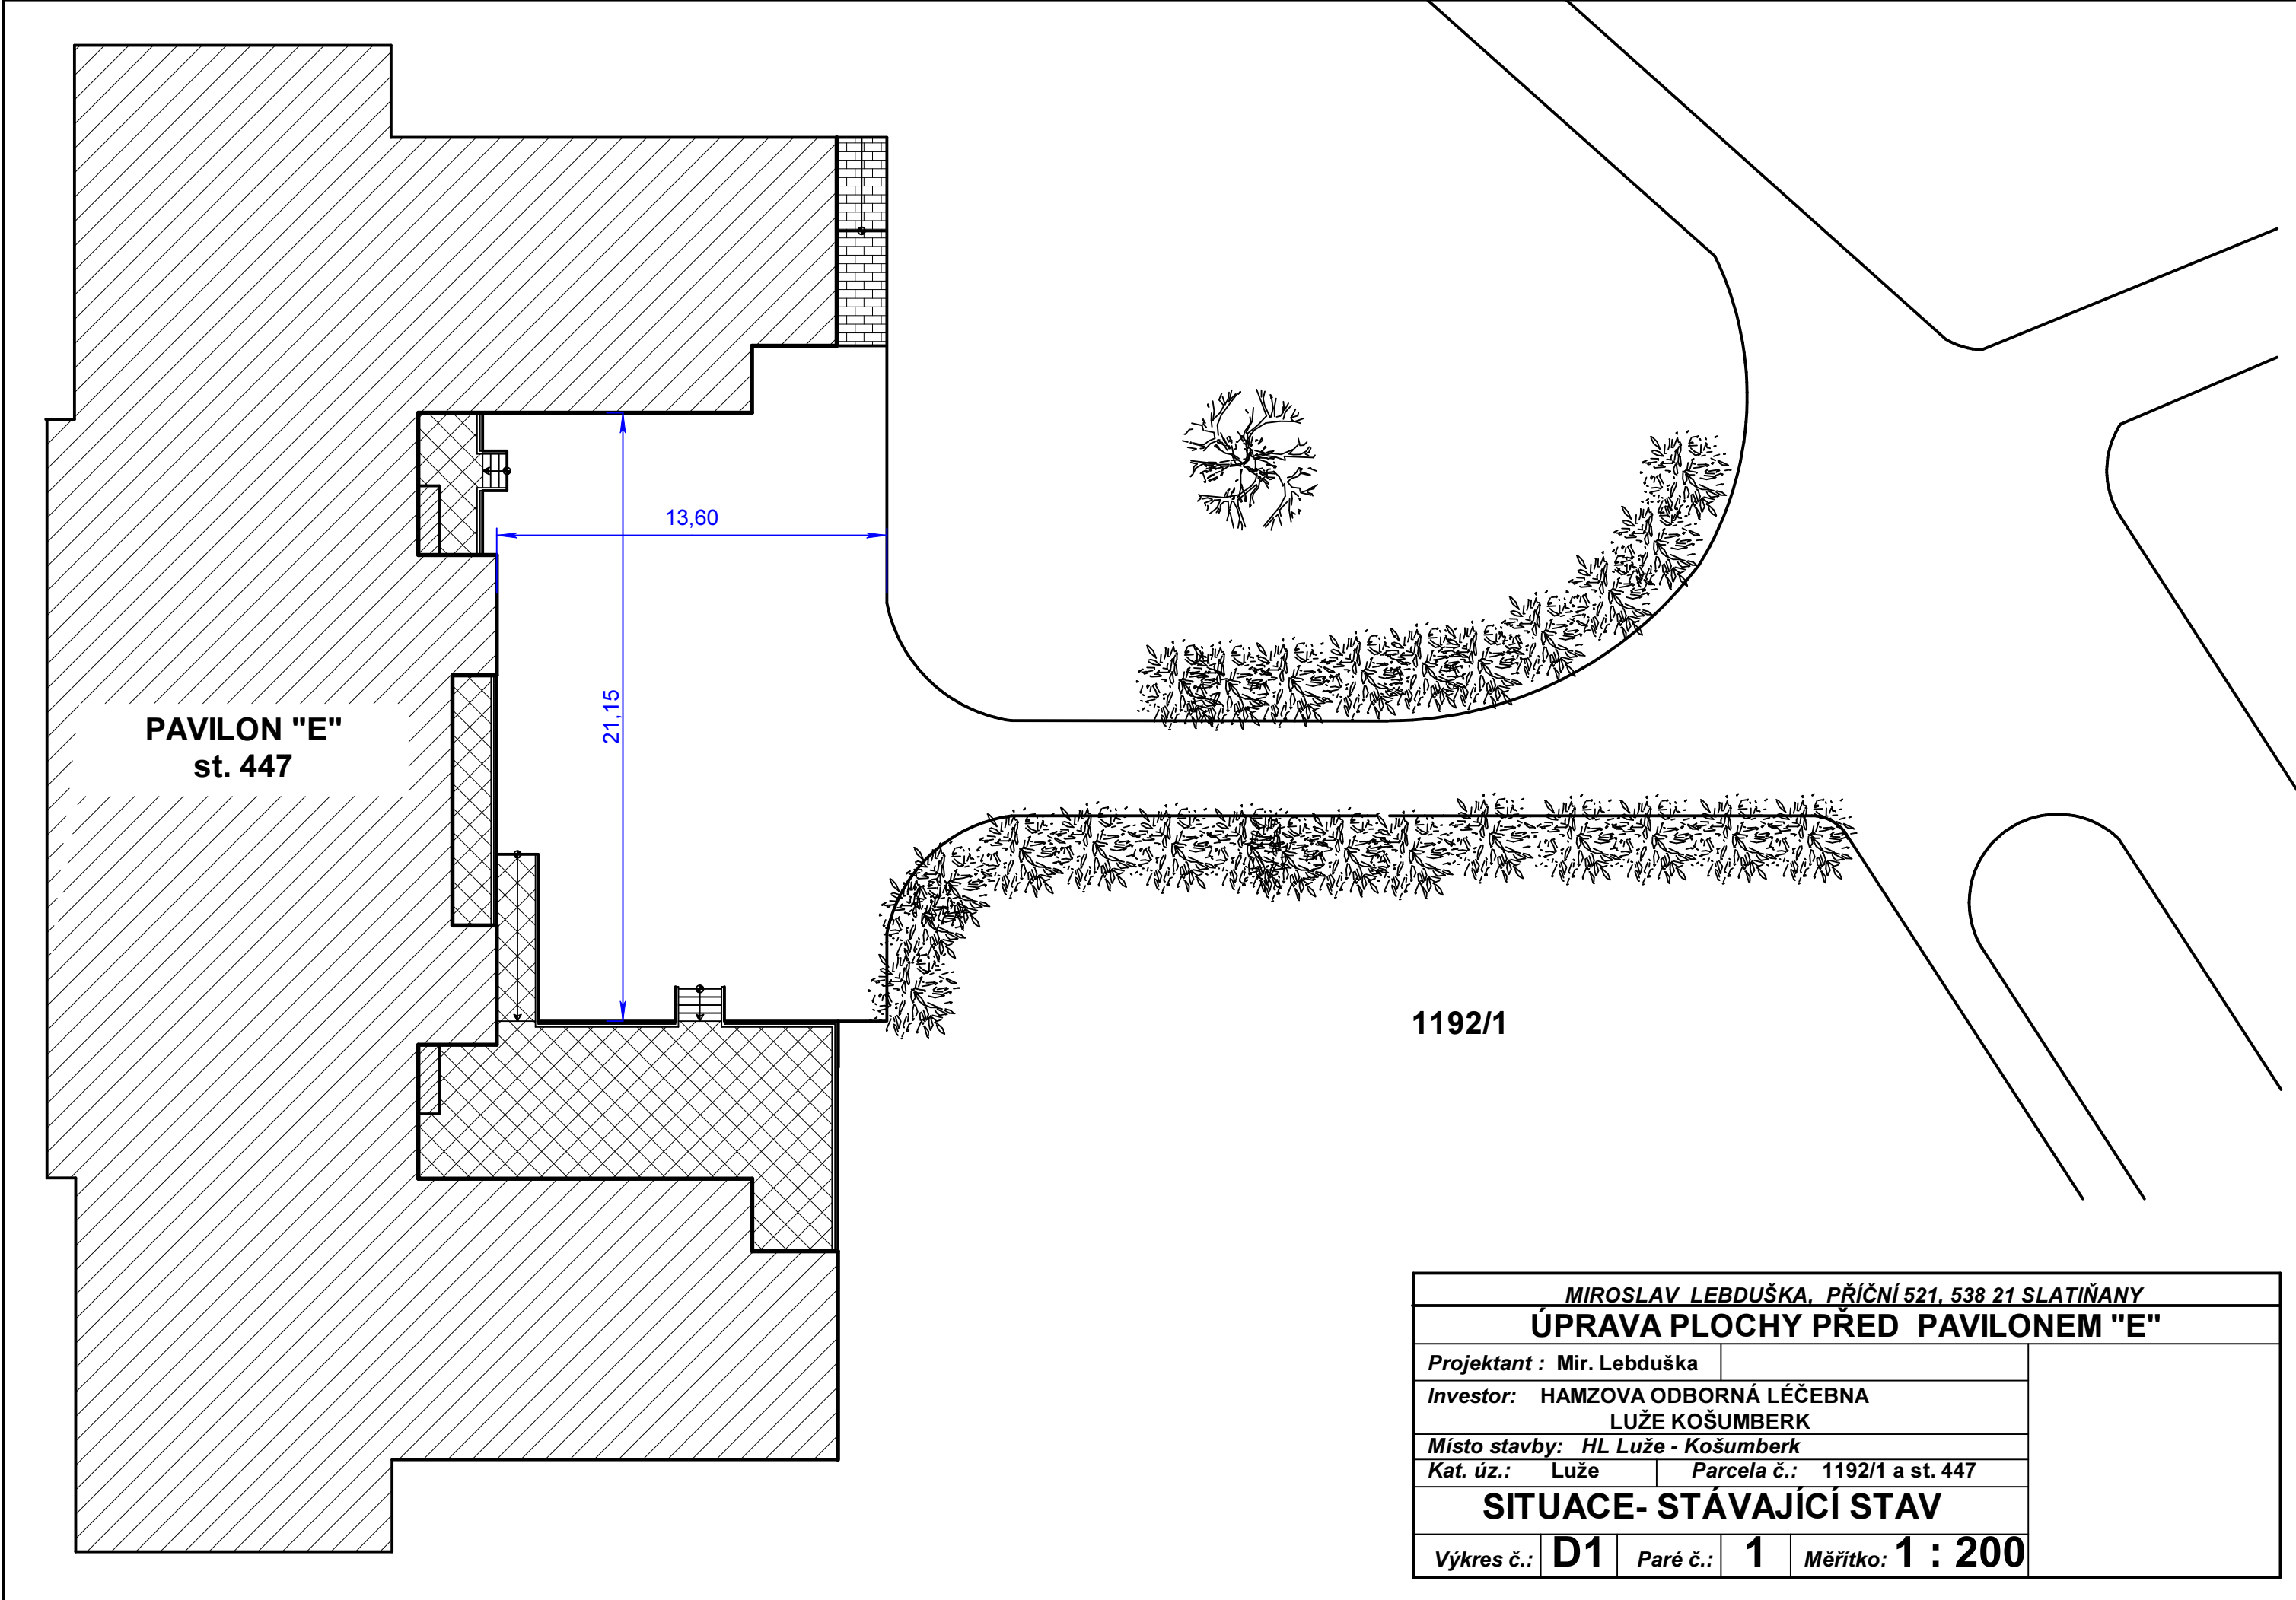 13,60
21,15
PAVILON "E"
st. 447
1192/1
MIROSLAV LEBDUŠKA, PŘÍČNÍ 521, 538 21 SLATIŇANY
ÚPRAVA PLOCHY PŘED PAVILONEM "E"
Projektant : Mir. Lebduška
Investor: HAMZOVA ODBORNÁ LÉČEBNA
LUŽE KOŠUMBERK
Místo stavby: HL Luže - Košumberk
Kat. úz.: Luže Parcela č.: 1192/1 a st. 447
SITUACE- STÁVAJÍCÍ STAV
Výkres č.: D1 Paré č.: 1 Měřítko: 1 : 200